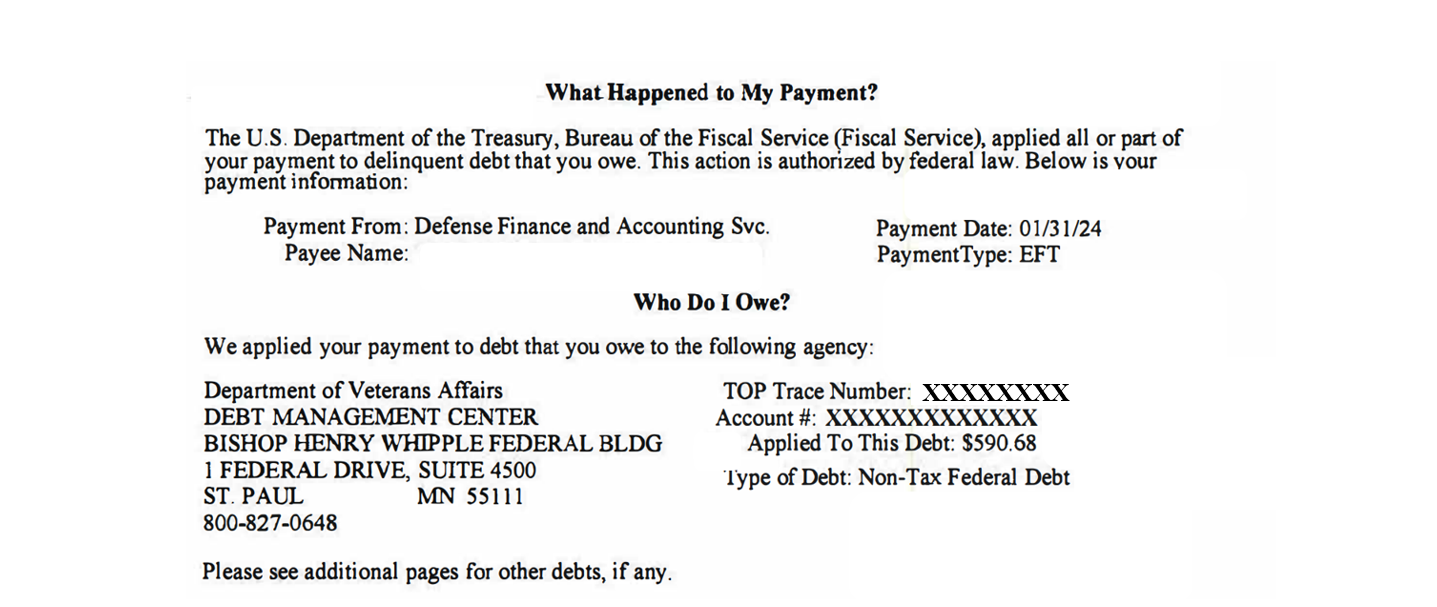 What Happened to My Payment?
The U.S. Department of the Treasury, Bureau of the Fiscal Service (Fiscal Service), applied all or part of
your payment to delinquent debt that you owe. This action is authorized by federal law. Below is your
payment information:
Payment From: Defense Finance and Accounting Svc.
Payment Date: 01/31/24
Payee Name:
PaymentType: EFT
Who Do I Owe?
We applied your payment to debt that you owe to the following agency:
Department of Veterans Affairs
DEBT MANAGEMENT CENTER
BISHOP HENRY WHIPPLE FEDERAL BLDG
1 FEDERAL DRIVE, SUITE 4500
ST. PAUL MN 55111
800-827-0648
TOP Trace Number: XXXXXXXX
Account #: XXXXXXXXXXXXX
Applied To This Debt: $590.68
Type of Debt: Non-Tax Federal Debt
Please see additional pages for other debts, if any.